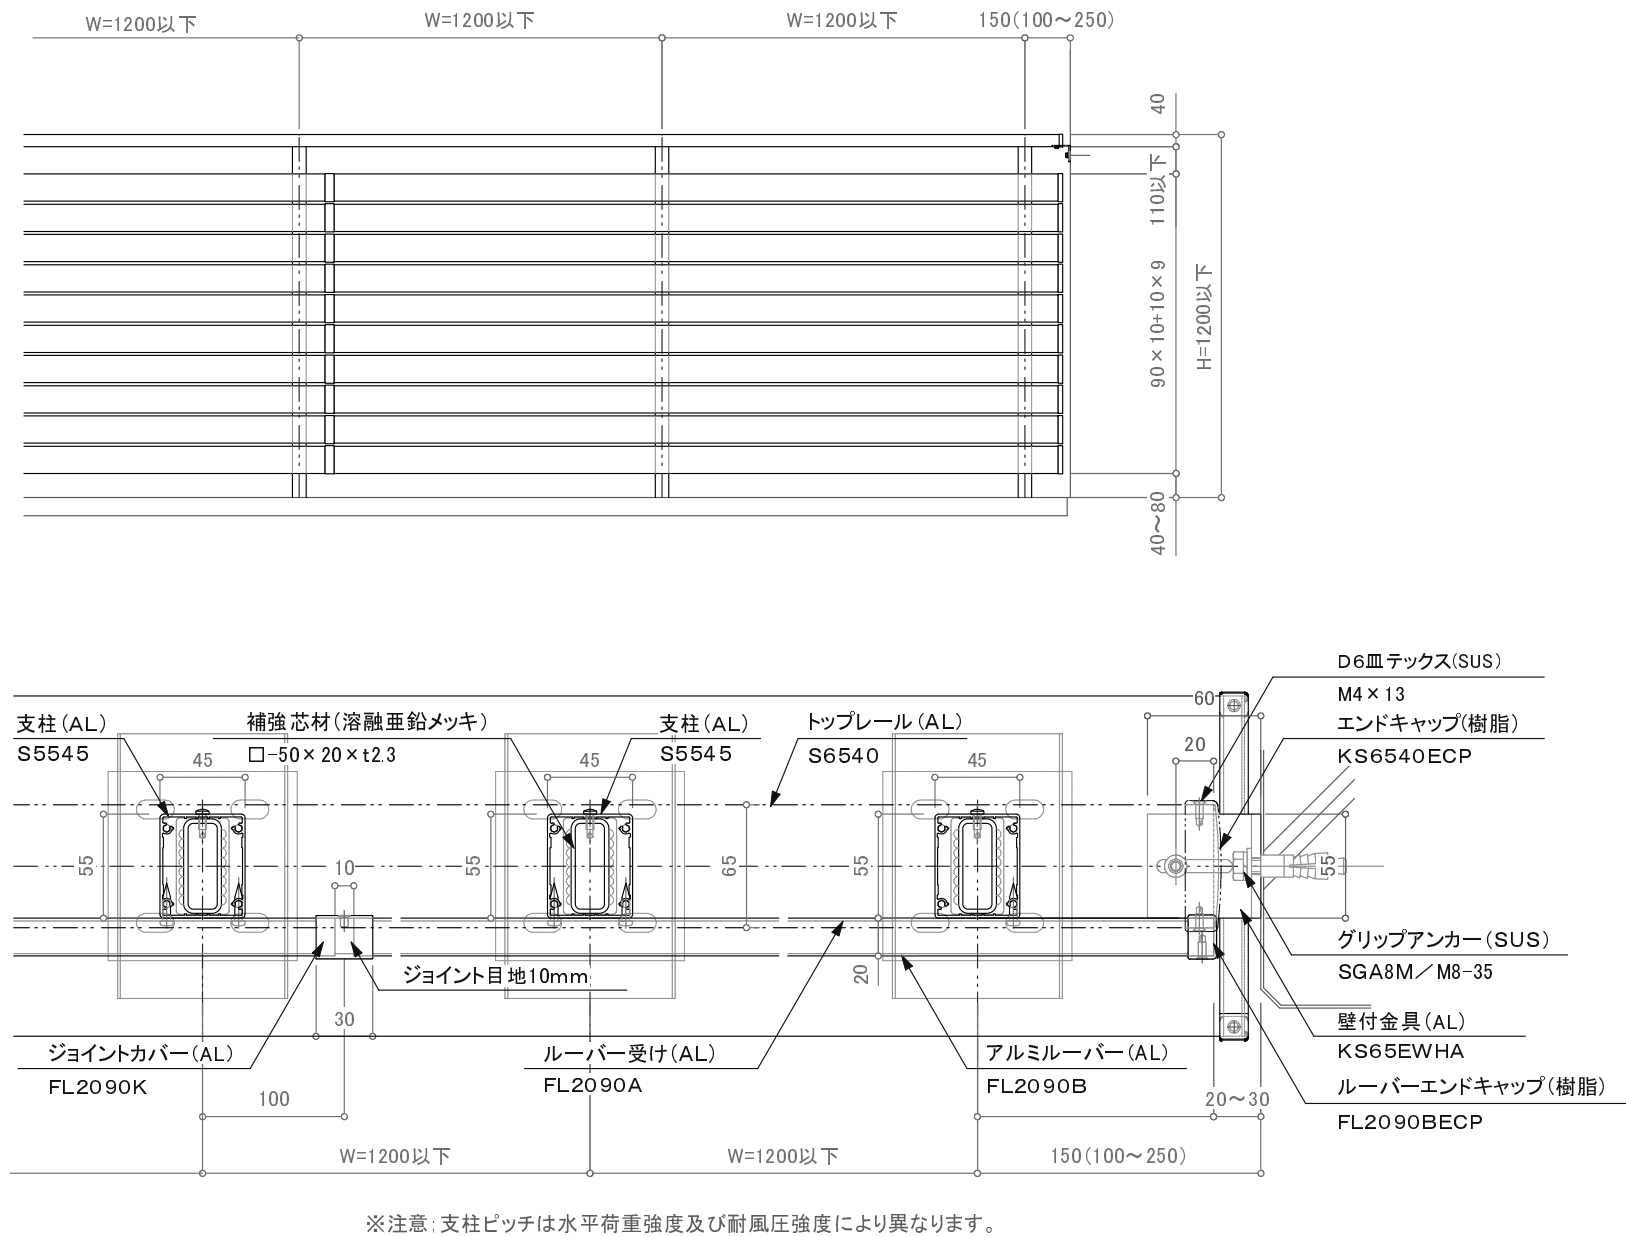 W=1200以下
W=1200以下
W=1200以下
150(100～250)
40
110以下
90×10+10×9
H=1200以下
40～80
D6皿テックス(SUS)
M4×13
エンドキャップ(樹脂)
KS6540ECP
60
20
支柱(AL)
S5545
補強芯材(溶融亜鉛メッキ)
□-50×20×t2.3
支柱(AL)
S5545
トップレール(AL)
S6540
45
45
45
55
55
65
55
55
10
20
ジョイント目地10mm
30
グリップアンカー(SUS)
SGA8M／M8-35
壁付金具(AL)
KS65EWHA
ジョイントカバー(AL)
FL2090K
ルーバー受け(AL)
FL2090A
アルミルーバー(AL)
FL2090B
ルーバーエンドキャップ(樹脂)
FL2090BECP
100
20～30
W=1200以下
W=1200以下
150(100～250)
※注意:支柱ピッチは水平荷重強度及び耐風圧強度により異なります。